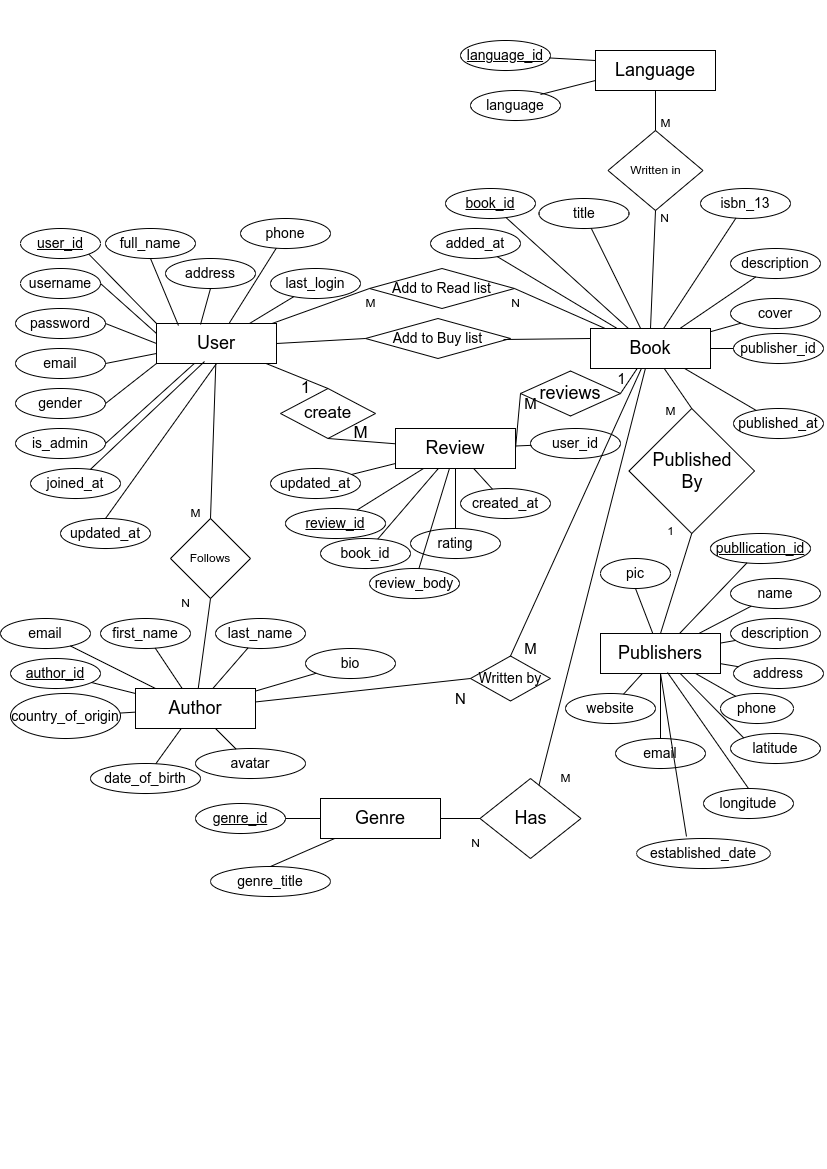 language_id
Language
language
M
Written in
N
book_id
title
isbn_13
added_at
description
cover
publisher_id
published_at
Book
user_id
full_name
phone
address
username
last_login
password
email
gender
is_admin
joined_at
updated_at
User
Add to Read list
M
N
Add to Buy list
1
create
M
reviews
1
M
Review
user_id
updated_at
created_at
review_id
book_id
rating
review_body
M
Published
By
1
M
Follows
N
publlication_id
pic
name
description
Publishers
address
website
phone
email
latitude
longitude
established_date
email
first_name
last_name
author_id
bio
country_of_origin
Author
date_of_birth
avatar
M
Written by
N
genre_id
Genre
genre_title
M
Has
N